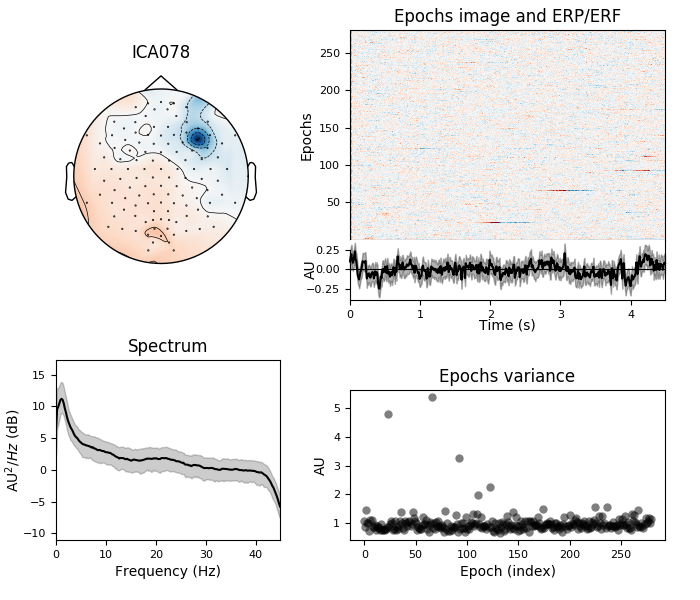 ICA078
Epochs image and ERP/ERF
Epochs
250
200
150
100
50
AU
0.25
0.00
−0.25
0 1 2 3 4
Time (s)
Spectrum
AU²/Hz (dB)
15
10
5
0
−5
−10
0 10 20 30 40
Frequency (Hz)
Epochs variance
AU
5
4
3
2
1
0 50 100 150 200 250
Epoch (index)